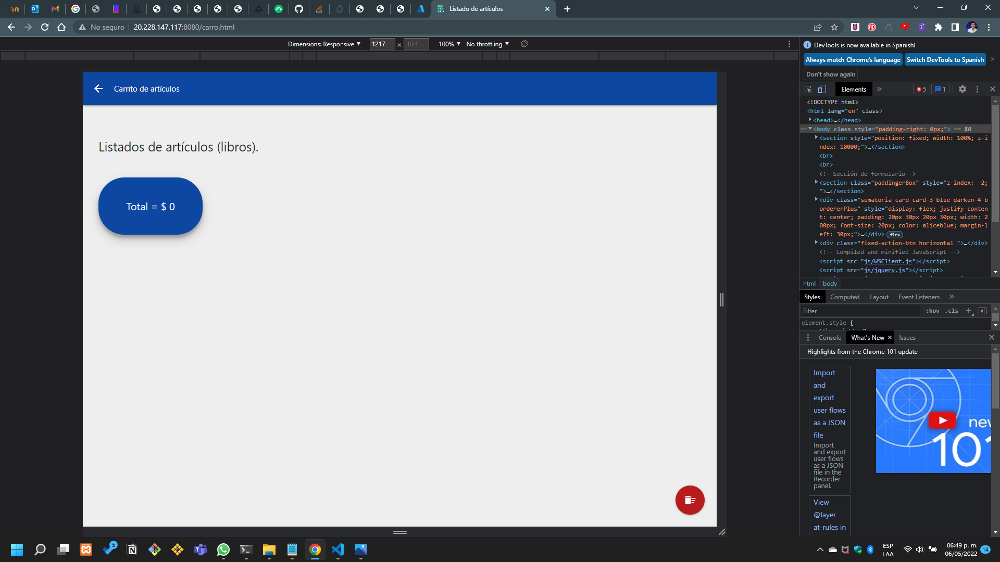 Listado de artículos
No seguro
20.228.147.117:8080/carro.html
Dimensions: Responsive
1217
×
874
100%
No throttling
Carrito de artículos
Listados de artículos (libros).
Total = $ 0
DevTools is now available in Spanish!
Always match Chrome's language
Switch DevTools to Spanish
Don't show again
Elements
5
1
<!DOCTYPE html>
<html lang="en" class>
<head>…</head>
<body class style="padding-right: 0px;"> == $0
<section style="position: fixed; width: 100%; z-i
ndex: 10000;">…</section>
<br>
<br>
<!--Sección de formulario-->
<section class="paddingerBox" style="z-index: -2;
">…</section>
<div class="sumatoria card card-3 blue darken-4 b
ordererPlus" style="display: flex; justify-conten
t: center; padding: 20px 30px 20px 30px; width: 2
00px; font-size: 20px; color: aliceblue; margin-l
eft: 30px;">…</div>
flex
<div class="fixed-action-btn horizontal ">…</div>
<!-- Compiled and minified JavaScript -->
<script src="js/WSClient.js"></script>
<script src="js/jquery.js"></script>
html
body
Styles
Computed
Layout
Event Listeners
Filter
:hov
.cls
element.style {
Console
What's New
Issues
Highlights from the Chrome 101 update
Import
and
export
user flows
as a JSON
file
Import
and export
user flows
as a JSON
file in the
Recorder
panel.
new
101
View
@layer
at-rules in
5
ESP
LAA
06:49 p. m.
06/05/2022
14